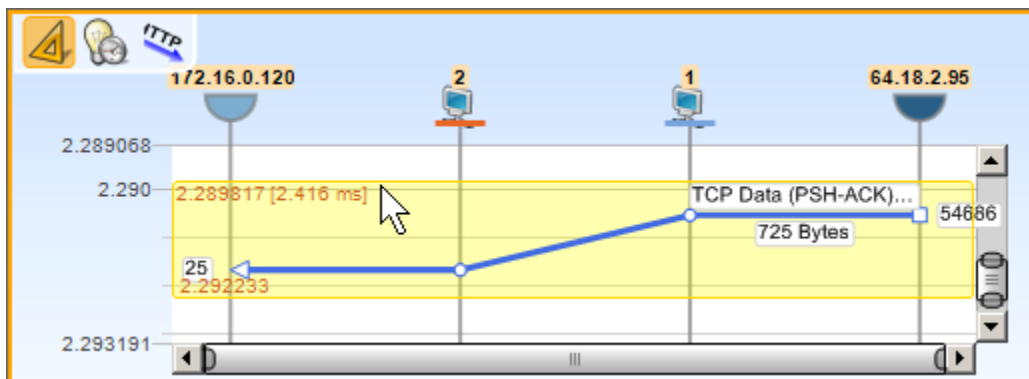 HTTP
172.16.0.120
2
1
64.18.2.95
2.289068
2.290
2.289817 [2.416 ms]
TCP Data (PSH-ACK)...
54686
725 Bytes
25
2.292233
2.293191